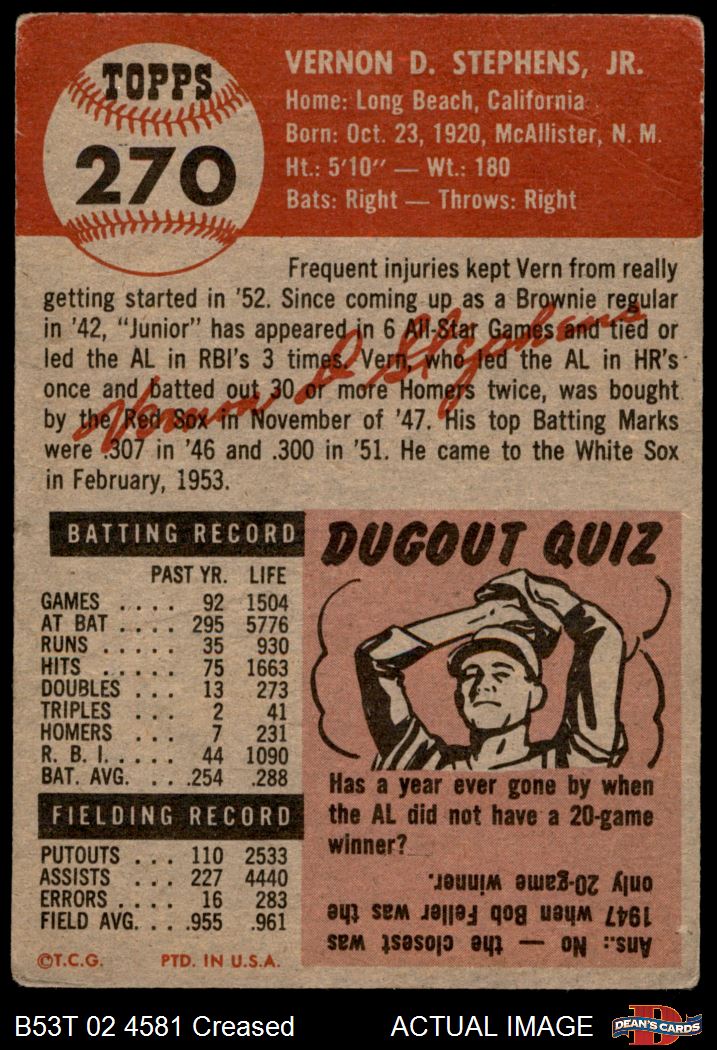 TOPPS
270
VERNON D. STEPHENS, JR.
Home: Long Beach, California
Born: Oct. 23, 1920, McAllister, N. M.
Ht.: 5'10" — Wt.: 180
Bats: Right — Throws: Right
Frequent injuries kept Vern from really
getting started in '52. Since coming up as a Brownie regular
in '42, "Junior" has appeared in 6 All-Star Games and tied or
led the AL in RBI's 3 times. Vern, who led the AL in HR's
once and batted out 30 or more Homers twice, was bought
by the Red Sox in November of '47. His top Batting Marks
were .307 in '46 and .300 in '51. He came to the White Sox
in February, 1953.
Vernon D Stephens
BATTING RECORD
PAST YR. LIFE
GAMES .... 92 1504
AT BAT .... 295 5776
RUNS ..... 35 930
HITS ..... 75 1663
DOUBLES ... 13 273
TRIPLES ... 2 41
HOMERS ... 7 231
R. B. I. .... 44 1090
BAT. AVG. .. .254 .288
FIELDING RECORD
PUTOUTS ... 110 2533
ASSISTS ... 227 4440
ERRORS ... 16 283
FIELD AVG. .. .955 .961
©T.C.G. PTD. IN U.S.A.
DUGOUT QUIZ
Has a year ever gone by when
the AL did not have a 20-game
winner?
Ans.: No — the closest was
1947 when Bob Feller was the
only 20-game winner.
B53T 02 4581 Creased ACTUAL IMAGE
D
DEAN'S CARDS